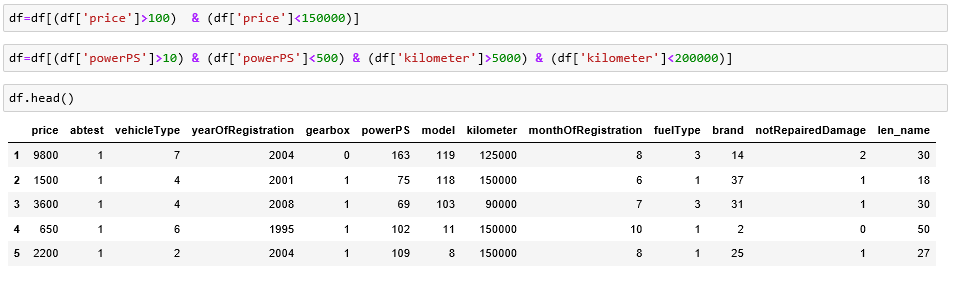 df=df[(df['price']>100)  & (df['price']<150000)]
df=df[(df['powerPS']>10) & (df['powerPS']<500) & (df['kilometer']>5000) & (df['kilometer']<200000)]
df.head()
price abtest vehicleType yearOfRegistration gearbox powerPS model kilometer monthOfRegistration fuelType brand notRepairedDamage len_name
1 9800 1 7 2004 0 163 119 125000 8 3 14 2 30
2 1500 1 4 2001 1 75 118 150000 6 1 37 1 18
3 3600 1 4 2008 1 69 103 90000 7 3 31 1 30
4 650 1 6 1995 1 102 11 150000 10 1 2 0 50
5 2200 1 2 2004 1 109 8 150000 8 1 25 1 27